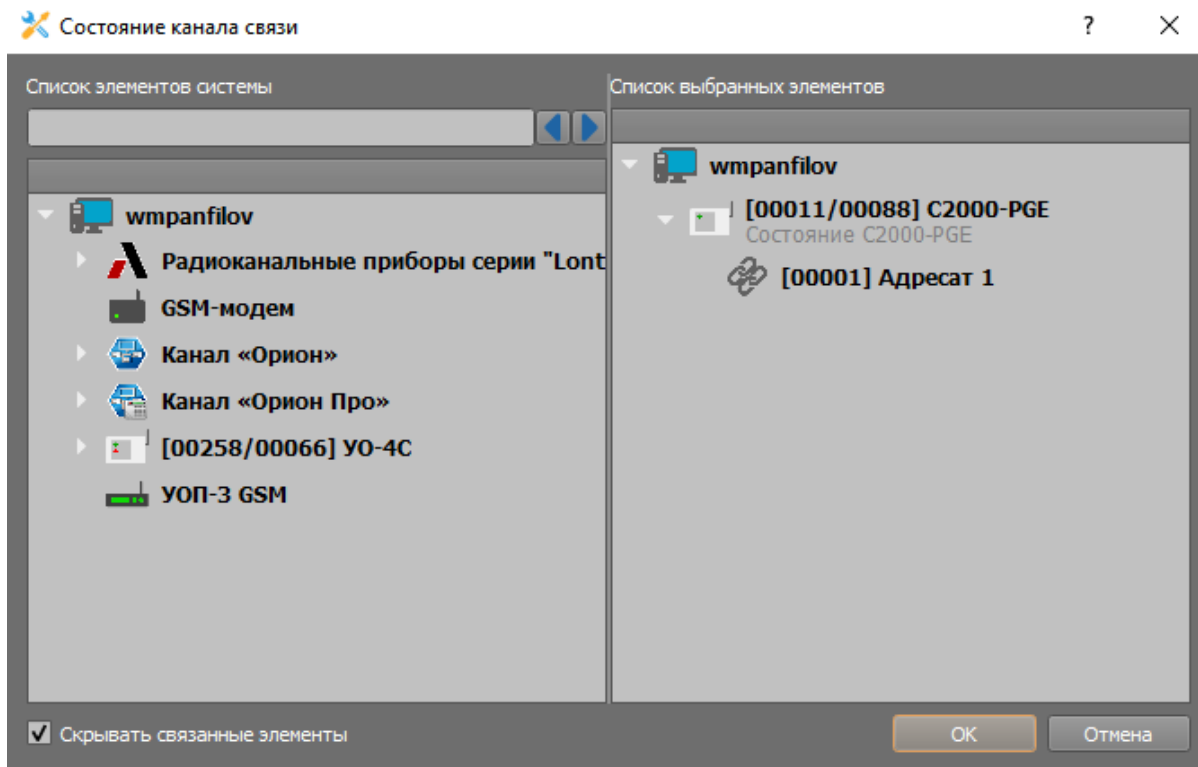 Состояние канала связи
?
Список элементов системы
wmpanfilov
Радиоканальные приборы серии "Lont
GSM-модем
Канал «Орион»
Канал «Орион Про»
[00258/00066] УО-4С
УОП-3 GSM
Список выбранных элементов
wmpanfilov
[00011/00088] С2000-PGE
Состояние С2000-PGE
[00001] Адресат 1
Скрывать связанные элементы
OK
Отмена